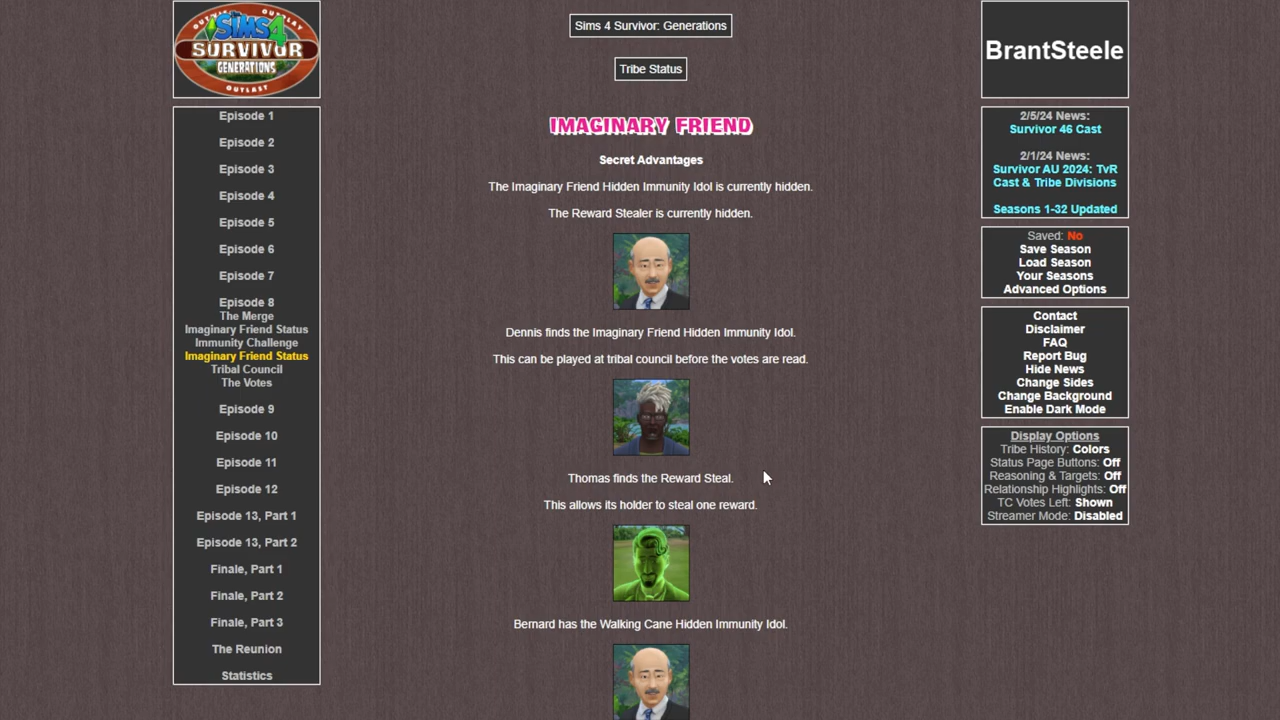 OUTWIT OUTPLAY
The SIMS 4
SURVIVOR
GENERATIONS
OUTLAST
Episode 1
Episode 2
Episode 3
Episode 4
Episode 5
Episode 6
Episode 7
Episode 8
The Merge
Imaginary Friend Status
Immunity Challenge
Imaginary Friend Status
Tribal Council
The Votes
Episode 9
Episode 10
Episode 11
Episode 12
Episode 13, Part 1
Episode 13, Part 2
Finale, Part 1
Finale, Part 2
Finale, Part 3
The Reunion
Statistics
Sims 4 Survivor: Generations
Tribe Status
IMAGINARY FRIEND
Secret Advantages
The Imaginary Friend Hidden Immunity Idol is currently hidden.
The Reward Stealer is currently hidden.
Dennis finds the Imaginary Friend Hidden Immunity Idol.
This can be played at tribal council before the votes are read.
Thomas finds the Reward Steal.
This allows its holder to steal one reward.
Bernard has the Walking Cane Hidden Immunity Idol.
BrantSteele
2/5/24 News:
Survivor 46 Cast
2/1/24 News:
Survivor AU 2024: TvR
Cast & Tribe Divisions
Seasons 1-32 Updated
Saved: No
Save Season
Load Season
Your Seasons
Advanced Options
Contact
Disclaimer
FAQ
Report Bug
Hide News
Change Sides
Change Background
Enable Dark Mode
Display Options
Tribe History: Colors
Status Page Buttons: Off
Reasoning & Targets: Off
Relationship Highlights: Off
TC Votes Left: Shown
Streamer Mode: Disabled